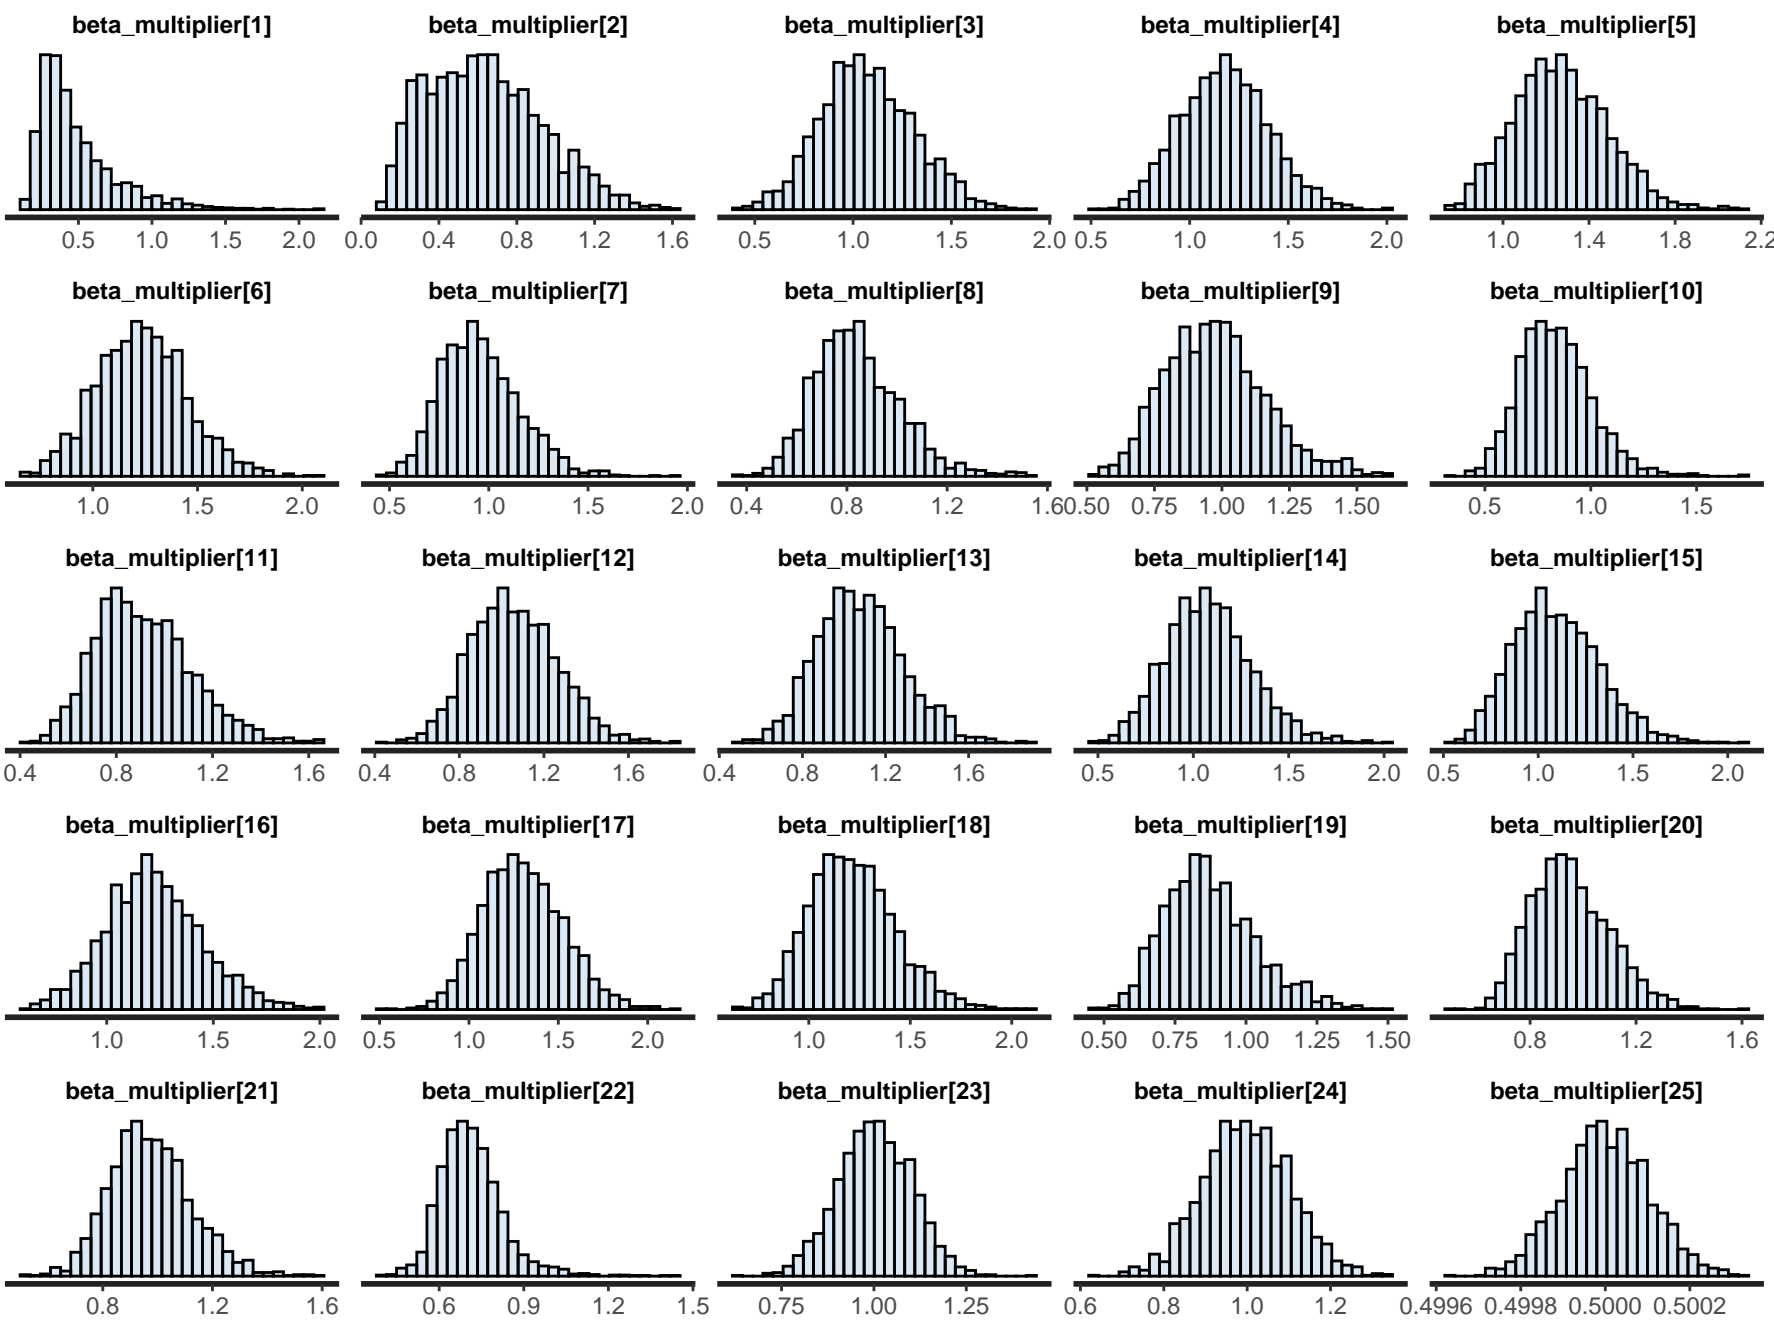 beta_multiplier[1] beta_multiplier[2] beta_multiplier[3] beta_multiplier[4] beta_multiplier[5]
0.5 1.0 1.5 2.0 0.0 0.4 0.8 1.2 1.6 0.5 1.0 1.5 2.0 0.5 1.0 1.5 2.0 1.0 1.4 1.8 2.2
beta_multiplier[6] beta_multiplier[7] beta_multiplier[8] beta_multiplier[9] beta_multiplier[10]
1.0 1.5 2.0 0.5 1.0 1.5 2.0 0.4 0.8 1.2 1.6 0.50 0.75 1.00 1.25 1.50 0.5 1.0 1.5
beta_multiplier[11] beta_multiplier[12] beta_multiplier[13] beta_multiplier[14] beta_multiplier[15]
0.4 0.8 1.2 1.6 0.4 0.8 1.2 1.6 0.4 0.8 1.2 1.6 0.5 1.0 1.5 2.0 0.5 1.0 1.5 2.0
beta_multiplier[16] beta_multiplier[17] beta_multiplier[18] beta_multiplier[19] beta_multiplier[20]
1.0 1.5 2.0 0.5 1.0 1.5 2.0 1.0 1.5 2.0 0.50 0.75 1.00 1.25 1.50 0.8 1.2 1.6
beta_multiplier[21] beta_multiplier[22] beta_multiplier[23] beta_multiplier[24] beta_multiplier[25]
0.8 1.2 1.6 0.6 0.9 1.2 1.5 0.75 1.00 1.25 0.6 0.8 1.0 1.2 0.4996 0.4998 0.5000 0.5002